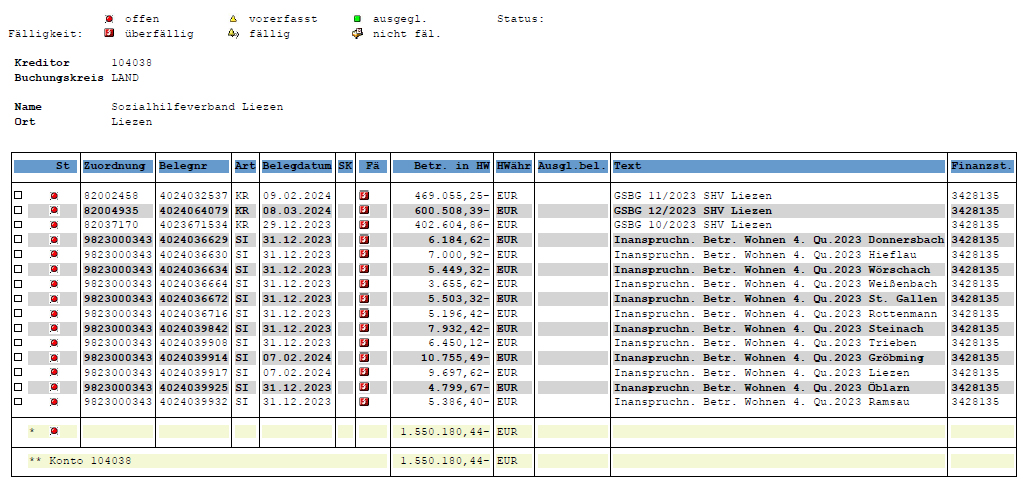 offen vorerfasst ausgegl. Status:
Fälligkeit: überfällig fällig nicht fäl.
Kreditor 104038
Buchungskreis LAND
Name Sozialhilfeverband Liezen
Ort Liezen
St Zuordnung Belegnr Art Belegdatum SK Fä Betr. in HW HWähr Ausgl.bel. Text Finanzst.
82002458 4024032537 KR 09.02.2024 469.055,25- EUR GSBG 11/2023 SHV Liezen 3428135
82004935 4024064079 KR 08.03.2024 600.508,39- EUR GSBG 12/2023 SHV Liezen 3428135
82037170 4023671534 KR 29.12.2023 402.604,86- EUR GSBG 10/2023 SHV Liezen 3428135
9823000343 4024036629 SI 31.12.2023 6.184,62- EUR Inanspruchn. Betr. Wohnen 4. Qu.2023 Donnersbach 3428135
9823000343 4024036630 SI 31.12.2023 7.000,92- EUR Inanspruchn. Betr. Wohnen 4. Qu.2023 Hieflau 3428135
9823000343 4024036634 SI 31.12.2023 5.449,32- EUR Inanspruchn. Betr. Wohnen 4. Qu.2023 Wörschach 3428135
9823000343 4024036664 SI 31.12.2023 3.655,62- EUR Inanspruchn. Betr. Wohnen 4. Qu.2023 Weißenbach 3428135
9823000343 4024036672 SI 31.12.2023 5.503,32- EUR Inanspruchn. Betr. Wohnen 4. Qu.2023 St. Gallen 3428135
9823000343 4024036716 SI 31.12.2023 5.196,42- EUR Inanspruchn. Betr. Wohnen 4. Qu.2023 Rottenmann 3428135
9823000343 4024039842 SI 31.12.2023 7.932,42- EUR Inanspruchn. Betr. Wohnen 4. Qu.2023 Steinach 3428135
9823000343 4024039908 SI 31.12.2023 6.450,12- EUR Inanspruchn. Betr. Wohnen 4. Qu.2023 Trieben 3428135
9823000343 4024039914 SI 07.02.2024 10.755,49- EUR Inanspruchn. Betr. Wohnen 4. Qu.2023 Gröbming 3428135
9823000343 4024039917 SI 07.02.2024 9.697,62- EUR Inanspruchn. Betr. Wohnen 4. Qu.2023 Liezen 3428135
9823000343 4024039925 SI 31.12.2023 4.799,67- EUR Inanspruchn. Betr. Wohnen 4. Qu.2023 Öblarn 3428135
9823000343 4024039932 SI 31.12.2023 5.386,40- EUR Inanspruchn. Betr. Wohnen 4. Qu.2023 Ramsau 3428135
* 1.550.180,44- EUR
** Konto 104038 1.550.180,44- EUR